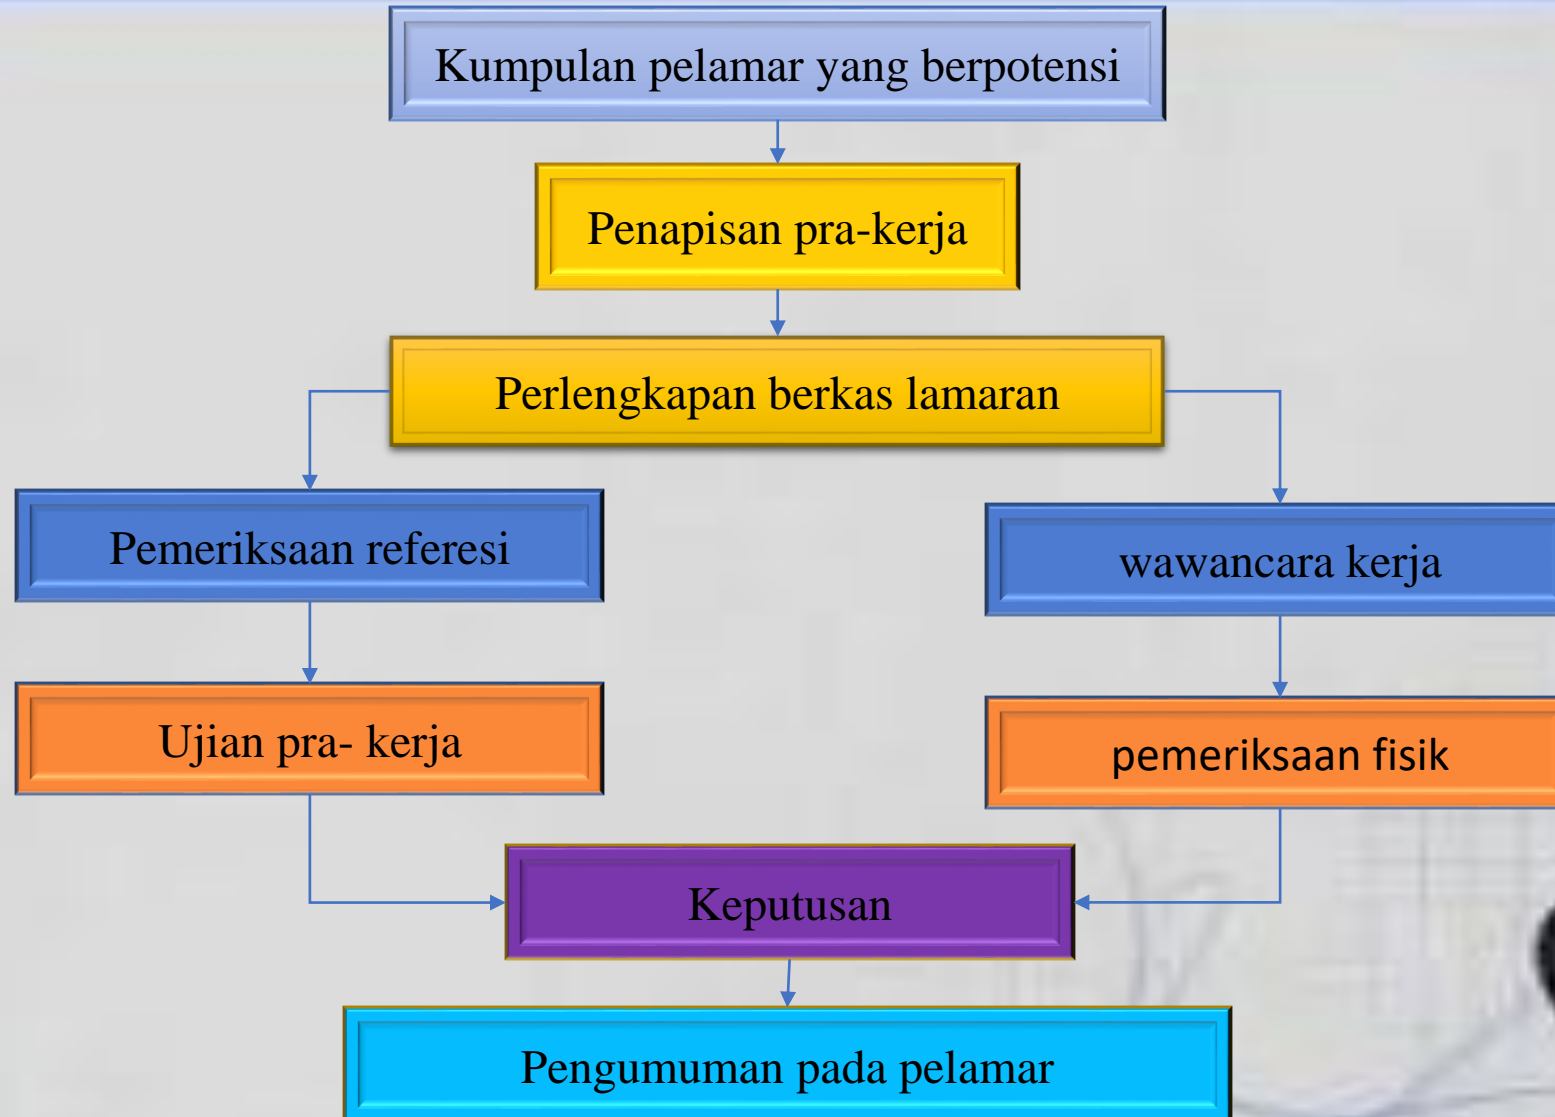 Kumpulan pelamar yang berpotensi
Penapisan pra-kerja
Perlengkapan berkas lamaran
Pemeriksaan referesi
wawancara kerja
Ujian pra- kerja
pemeriksaan fisik
Keputusan
Pengumuman pada pelamar